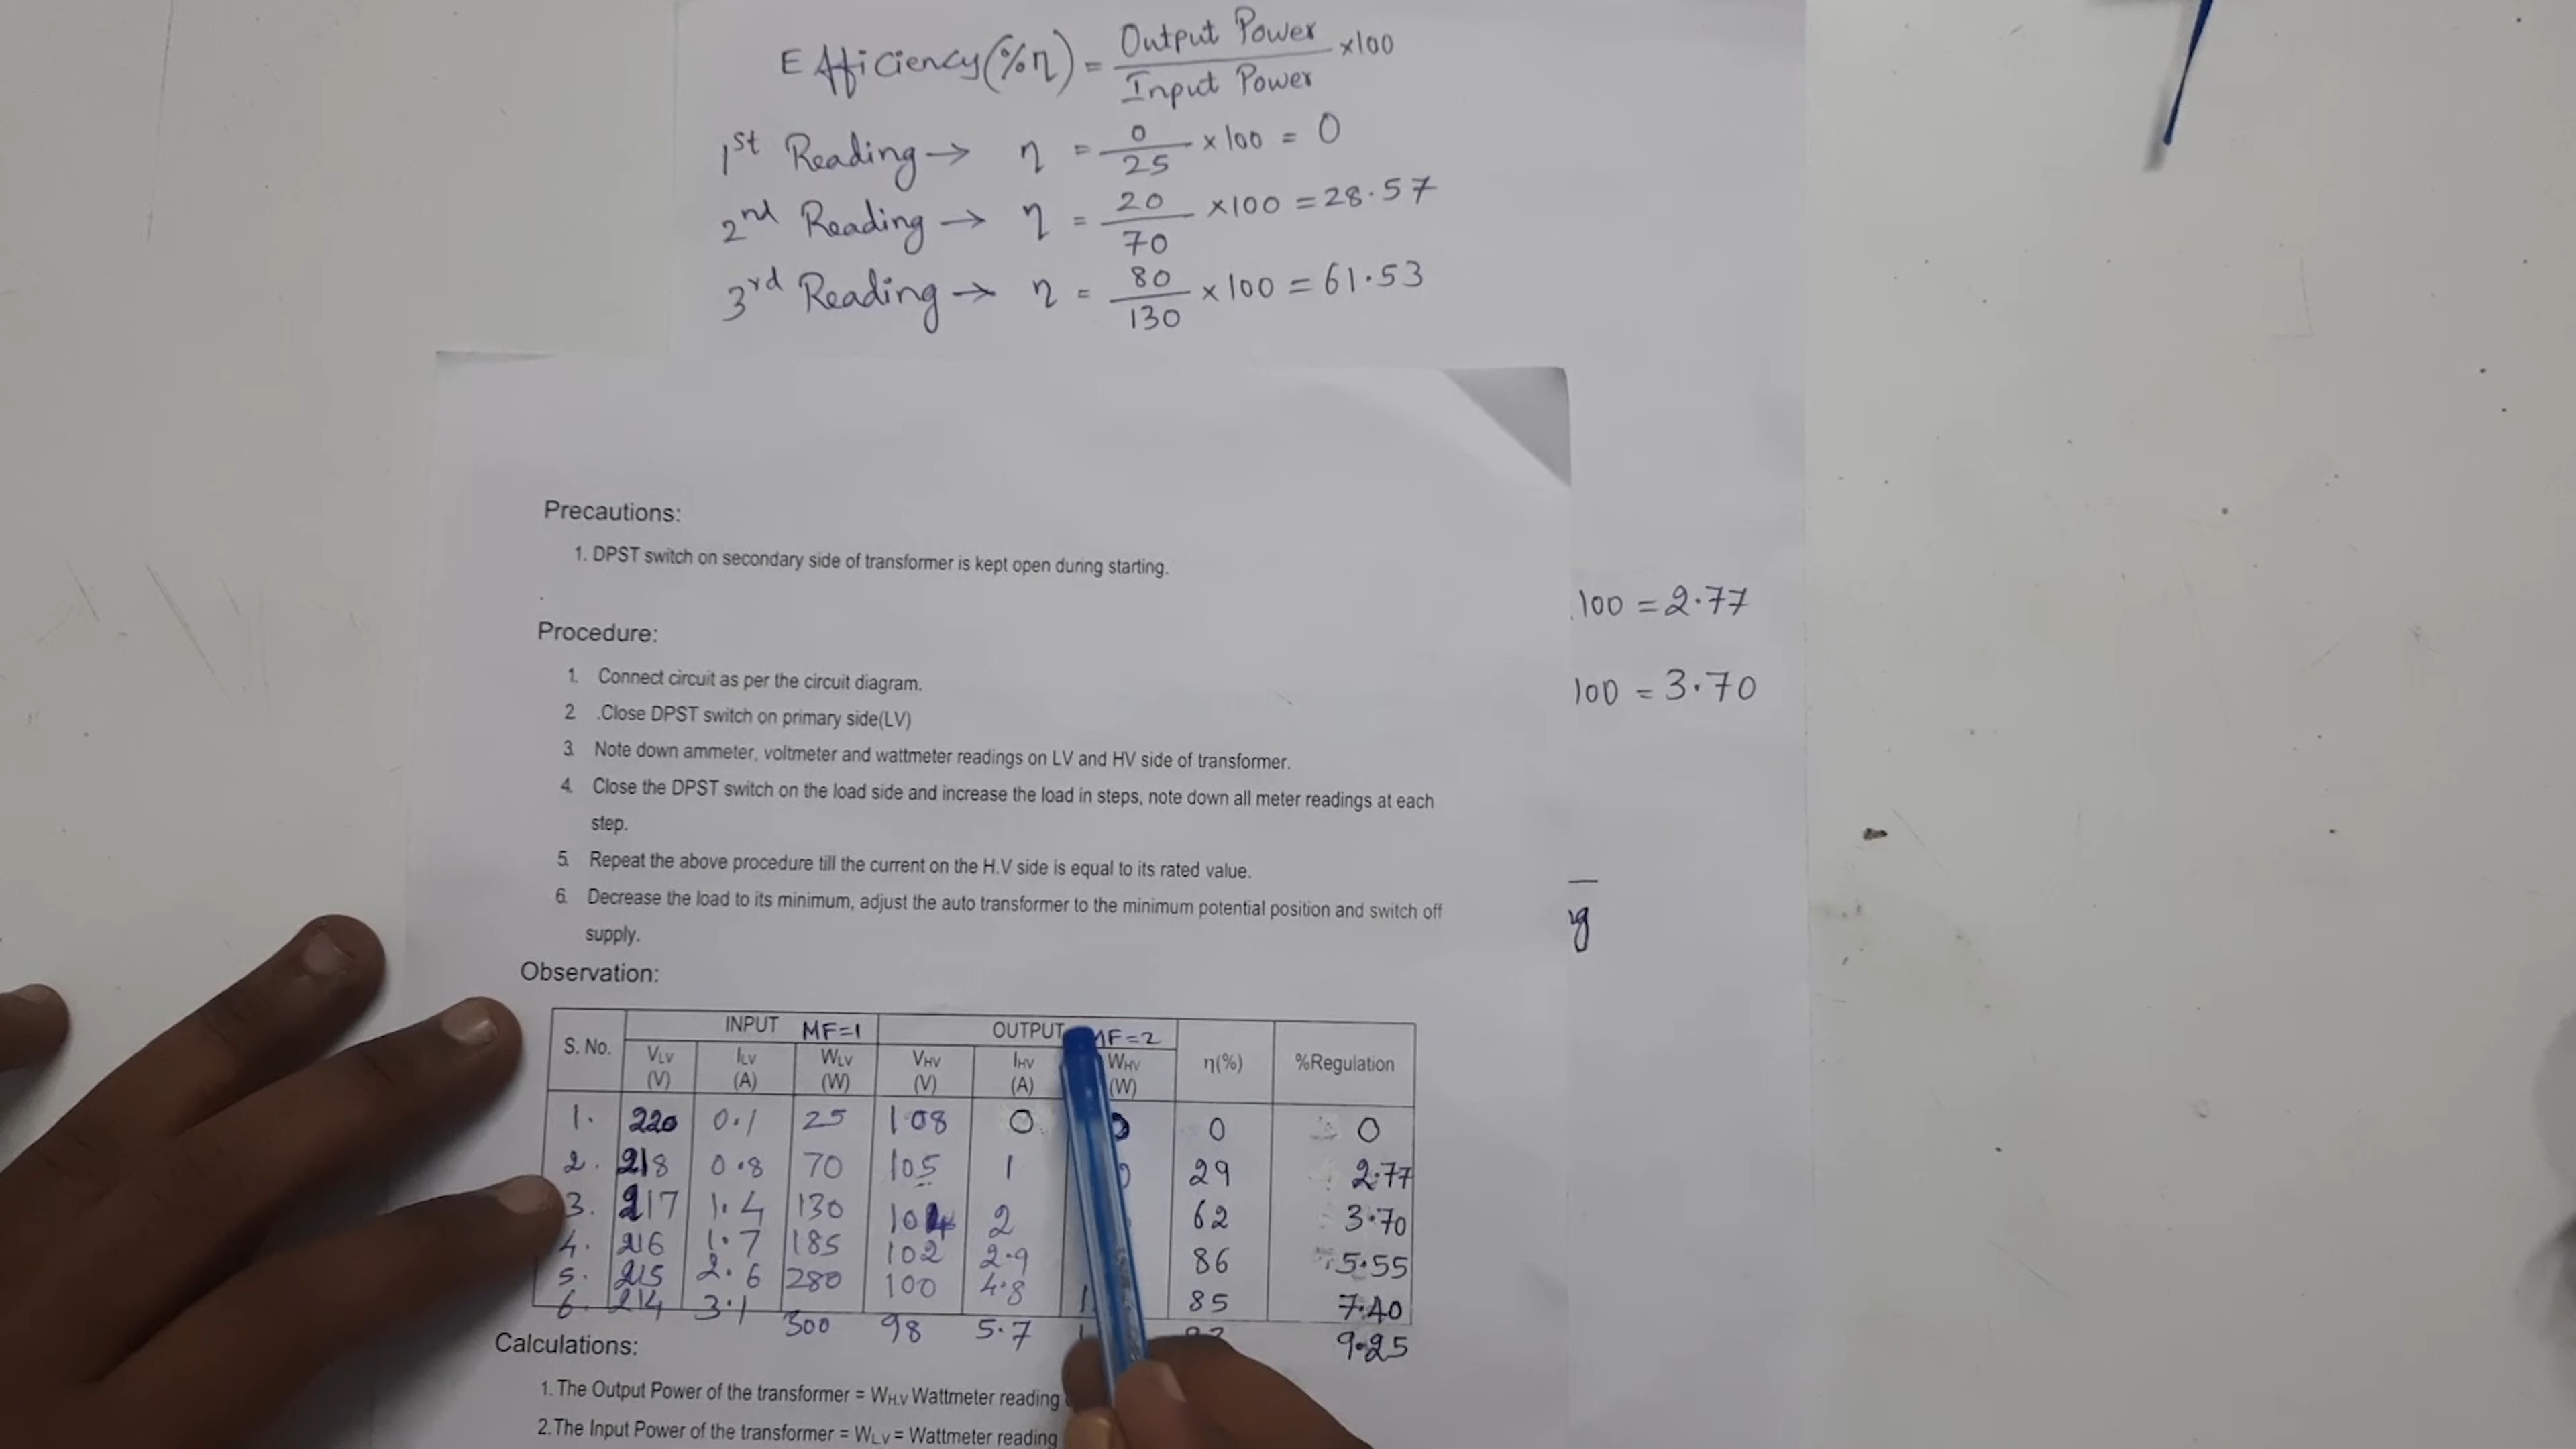 Efficiency(%η) = Output Power / Input Power ×100
1st Reading → η = 0/25 × 100 = 0
2nd Reading → η = 20/70 ×100 = 28.57
3rd Reading → η = 80/130 × 100 = 61.53
Precautions:
1. DPST switch on secondary side of transformer is kept open during starting.
100 = 2.77
Procedure:
1. Connect circuit as per the circuit diagram.
100 = 3.70
2 .Close DPST switch on primary side(LV)
3. Note down ammeter, voltmeter and wattmeter readings on LV and HV side of transformer.
4. Close the DPST switch on the load side and increase the load in steps, note down all meter readings at each
step.
5. Repeat the above procedure till the current on the H.V side is equal to its rated value.
6. Decrease the load to its minimum, adjust the auto transformer to the minimum potential position and switch off
supply.
Observation:
S. No. INPUT MF=1 OUTPUT MF=2 η(%) %Regulation
VLV (V) ILV (A) WLV (W) VHV (V) IHV (A) WHV (W)
1. 220 0.1 25 108 0 0 0
2. 218 0.8 70 105 1 29 2.77
3. 217 1.4 130 104 2 62 3.70
4. 216 1.7 185 102 2.9 86 5.55
5. 215 2.6 280 100 4.8 85 7.40
6. 214 3.1 300 98 5.7 9.25
Calculations:
1. The Output Power of the transformer = WH.V Wattmeter reading
2. The Input Power of the transformer = WL.V = Wattmeter reading